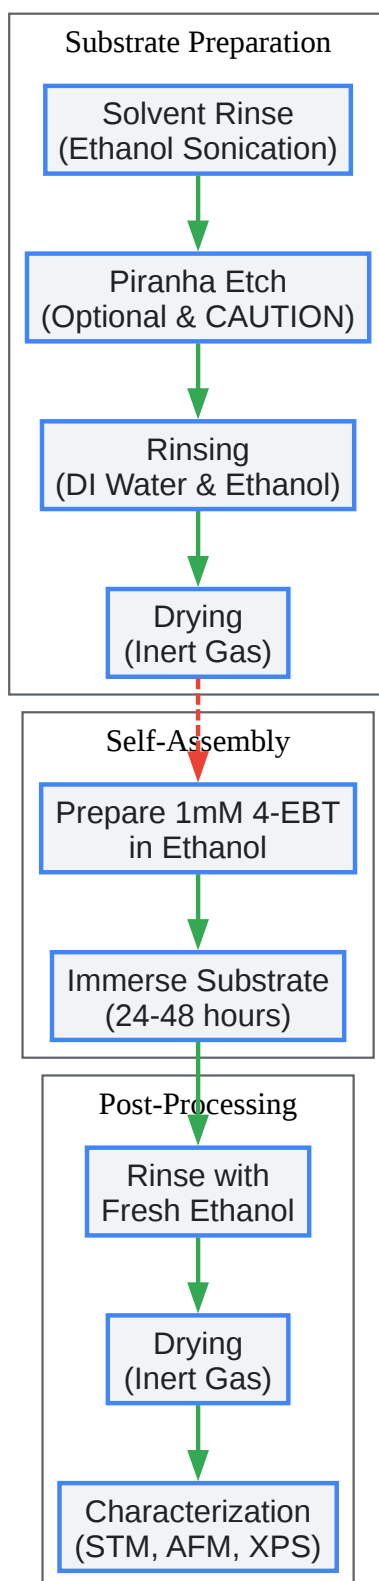 Substrate Preparation
Solvent Rinse
(Ethanol Sonication)
Piranha Etch
(Optional & CAUTION)
Rinsing
(DI Water & Ethanol)
Drying
(Inert Gas)
Self-Assembly
Prepare 1mM 4-EBT
in Ethanol
Immerse Substrate
(24-48 hours)
Post-Processing
Rinse with
Fresh Ethanol
Drying
(Inert Gas)
Characterization
(STM, AFM, XPS)